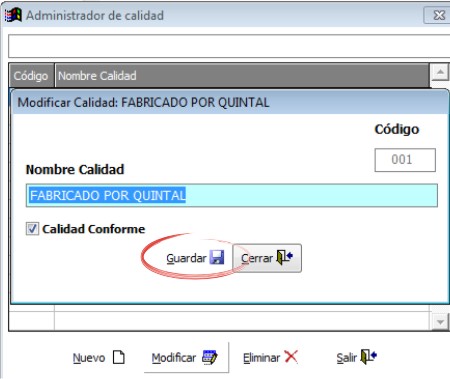 Administrador de calidad
Código Nombre Calidad
Modificar Calidad: FABRICADO POR QUINTAL
Código
001
Nombre Calidad
FABRICADO POR QUINTAL
Calidad Conforme
Guardar Cerrar
Nuevo Modificar Eliminar Salir